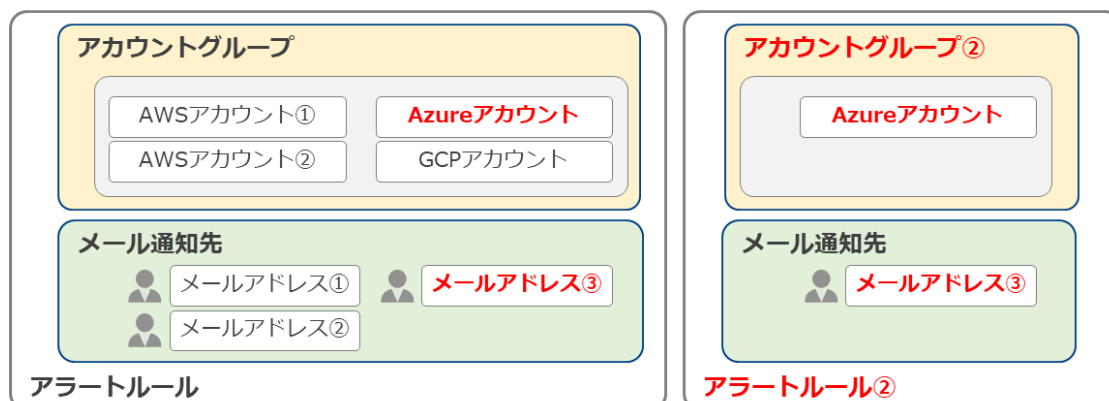 アカウントグループ
AWSアカウント①
Azureアカウント
AWSアカウント②
GCPアカウント
メール通知先
メールアドレス①
メールアドレス③
メールアドレス②
アラートルール
アカウントグループ②
Azureアカウント
メール通知先
メールアドレス③
アラートルール②